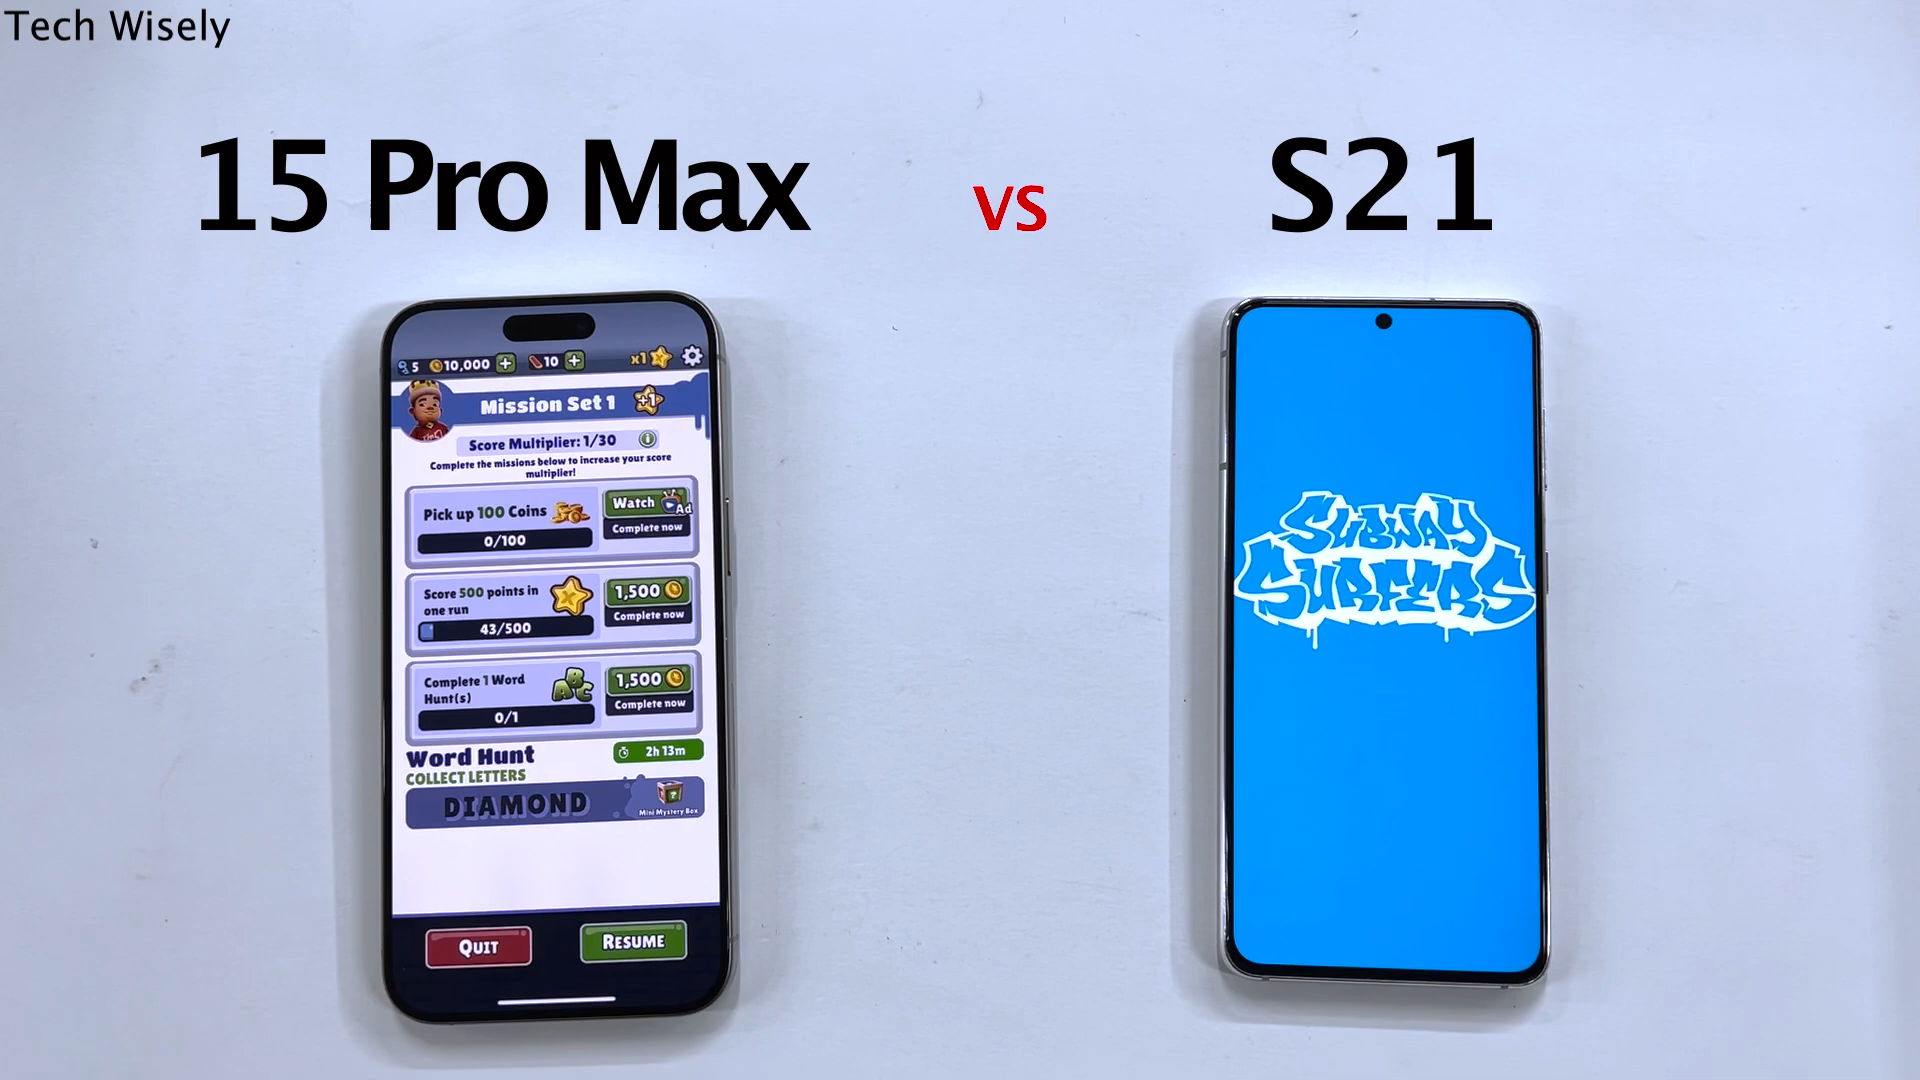 Tech Wisely
15 Pro Max vs S21
5 10,000 + 10 + x1
Mission Set 1 +1
Score Multiplier: 1/30 i
Complete the missions below to increase your score
multiplier!
Pick up 100 Coins
0/100
Watch Ad
Complete now
Score 500 points in
one run
43/500
1,500
Complete now
Complete 1 Word
Hunt(s)
0/1
ABC
1,500
Complete now
Word Hunt
2h 13m
COLLECT LETTERS
DIAMOND
?
Mini Mystery Box
QUIT
RESUME
SUBWAY
SURFERS